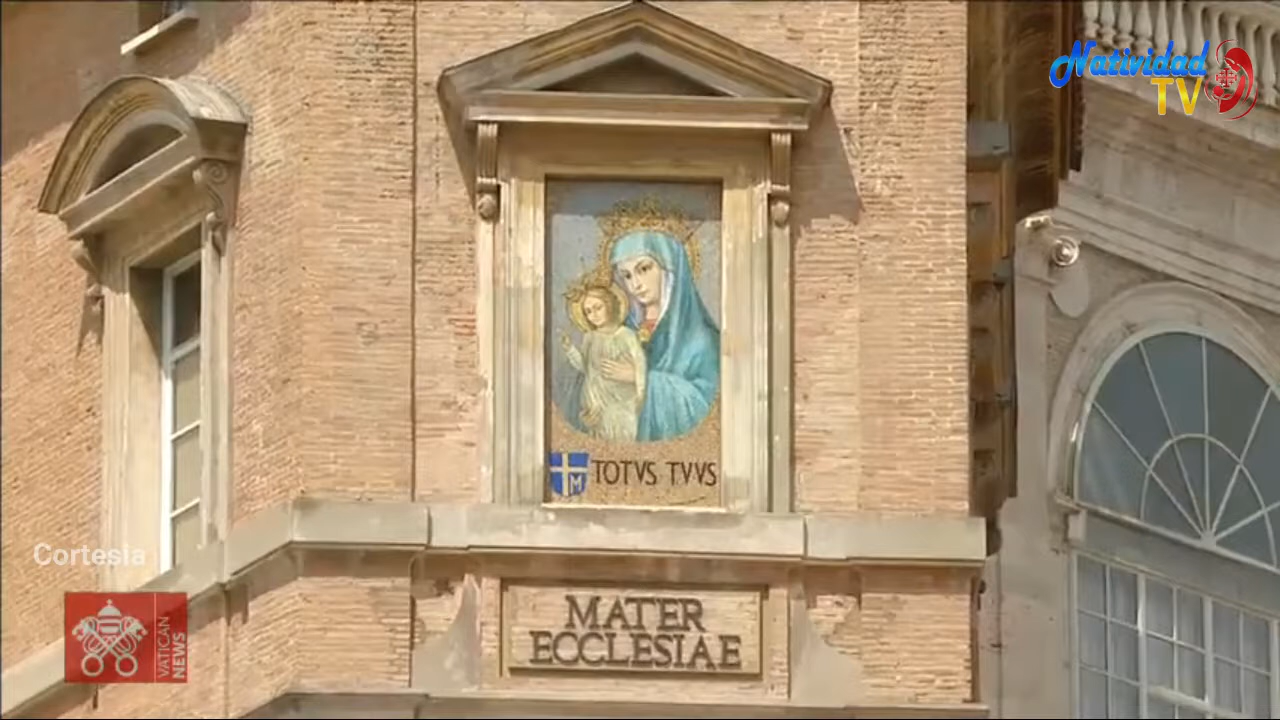 Natividad
TV
TOTVS TVVS
M
MATER
ECCLESIAE
Cortesia
VATICAN
NEWS